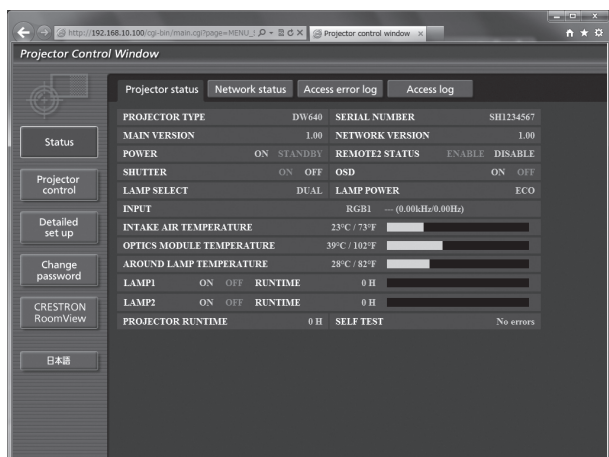 http://192.168.10.100/cgi-bin/main.cgi?page=MENU_
Projector control window
Projector Control Window
Projector status Network status Access error log Access log
PROJECTOR TYPE DW640 SERIAL NUMBER SH1234567
MAIN VERSION 1.00 NETWORK VERSION 1.00
POWER ON STANDBY REMOTE2 STATUS ENABLE DISABLE
SHUTTER ON OFF OSD ON OFF
LAMP SELECT DUAL LAMP POWER ECO
INPUT RGB1 --- (0.00kHz/0.00Hz)
INTAKE AIR TEMPERATURE 23°C / 73°F
OPTICS MODULE TEMPERATURE 39°C / 102°F
AROUND LAMP TEMPERATURE 28°C / 82°F
LAMP1 ON OFF RUNTIME 0 H
LAMP2 ON OFF RUNTIME 0 H
PROJECTOR RUNTIME 0 H SELF TEST No errors
Status
Projector
control
Detailed
set up
Change
password
CRESTRON
RoomView
日本語